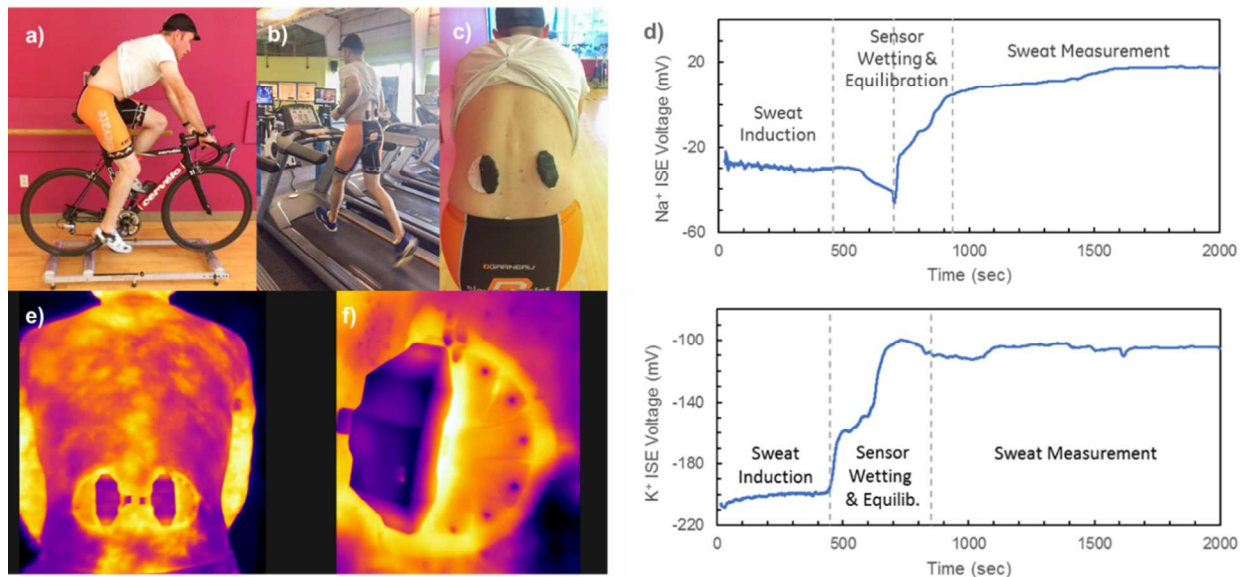 a)
b)
c)
cervélo
GARNEAU
d)
20
-20
-60
Na⁺ ISE Voltage (mV)
Sweat
Induction
Sensor
Wetting &
Equilibration
Sweat Measurement
0
500
1000
1500
2000
Time (sec)
e)
f)
-100
-140
-180
-220
K⁺ ISE Voltage (mV)
Sweat
Induction
Sensor
Wetting
& Equilib.
Sweat Measurement
0
500
1000
1500
2000
Time (sec)